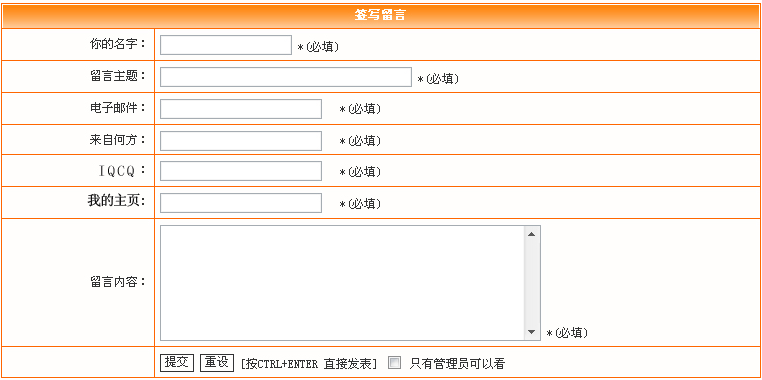 签写留言
你的名字： *(必填)
留言主题： *(必填)
电子邮件： *(必填)
来自何方： *(必填)
IQCQ： *(必填)
我的主页: *(必填)
留言内容： *(必填)
提交 重设 [按CTRL+ENTER 直接发表] 只有管理员可以看